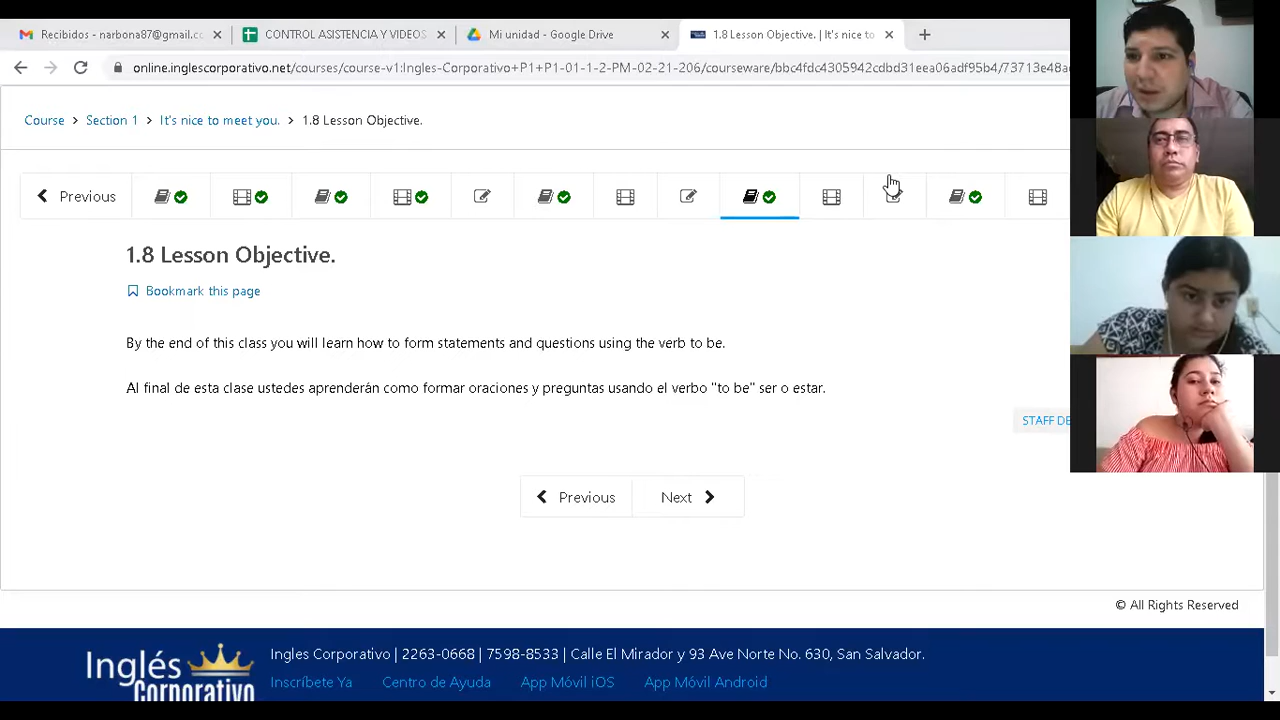 Recibidos - narbona87@gmail.cc
CONTROL ASISTENCIA Y VIDEOS
Mi unidad - Google Drive
1.8 Lesson Objective. | It's nice to
online.inglescorporativo.net/courses/course-v1:Ingles-Corporativo+P1+P1-01-1-2-PM-02-21-206/courseware/bbc4fdc4305942cdbd31eea06adf95b4/73713e48a
Course > Section 1 > It's nice to meet you. > 1.8 Lesson Objective.
Previous
1.8 Lesson Objective.
Bookmark this page
By the end of this class you will learn how to form statements and questions using the verb to be.
Al final de esta clase ustedes aprenderán como formar oraciones y preguntas usando el verbo "to be" ser o estar.
STAFF DE
Previous Next
© All Rights Reserved
Inglés Corporativo
Ingles Corporativo | 2263-0668 | 7598-8533 | Calle El Mirador y 93 Ave Norte No. 630, San Salvador.
Inscríbete Ya Centro de Ayuda App Móvil iOS App Móvil Android